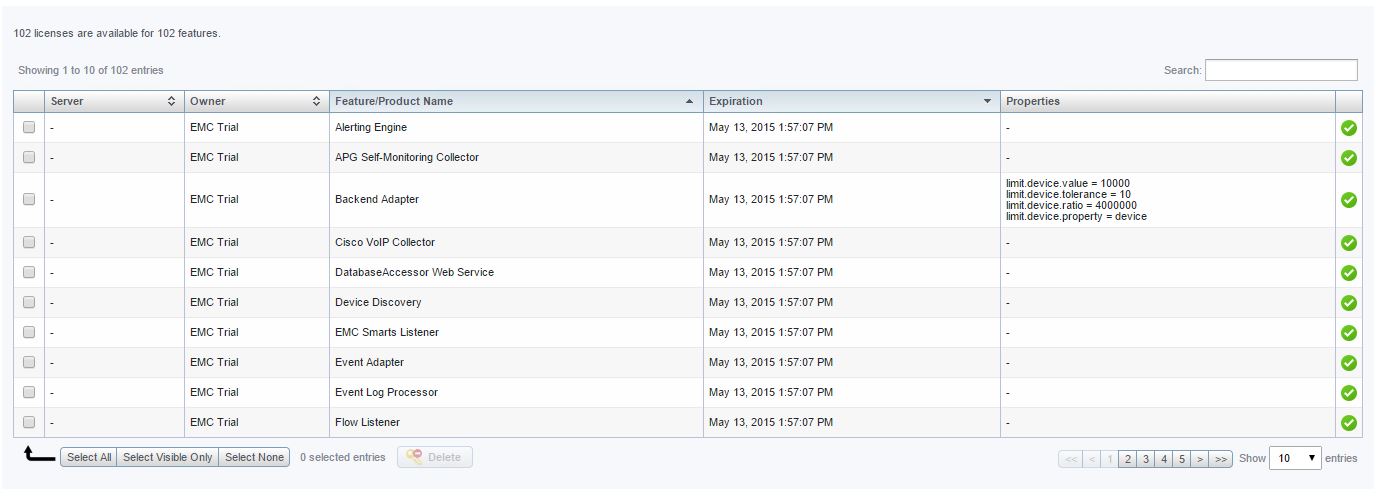 102 licenses are available for 102 features.
Showing 1 to 10 of 102 entries Search:
Server Owner Feature/Product Name Expiration Properties
- EMC Trial Alerting Engine May 13, 2015 1:57:07 PM -
- EMC Trial APG Self-Monitoring Collector May 13, 2015 1:57:07 PM -
- EMC Trial Backend Adapter May 13, 2015 1:57:07 PM
limit.device.value = 10000
limit.device.tolerance = 10
limit.device.ratio = 4000000
limit.device.property = device
- EMC Trial Cisco VoIP Collector May 13, 2015 1:57:07 PM -
- EMC Trial DatabaseAccessor Web Service May 13, 2015 1:57:07 PM -
- EMC Trial Device Discovery May 13, 2015 1:57:07 PM -
- EMC Trial EMC Smarts Listener May 13, 2015 1:57:07 PM -
- EMC Trial Event Adapter May 13, 2015 1:57:07 PM -
- EMC Trial Event Log Processor May 13, 2015 1:57:07 PM -
- EMC Trial Flow Listener May 13, 2015 1:57:07 PM -
Select All Select Visible Only Select None 0 selected entries Delete << < 1 2 3 4 5 > >> Show 10 entries